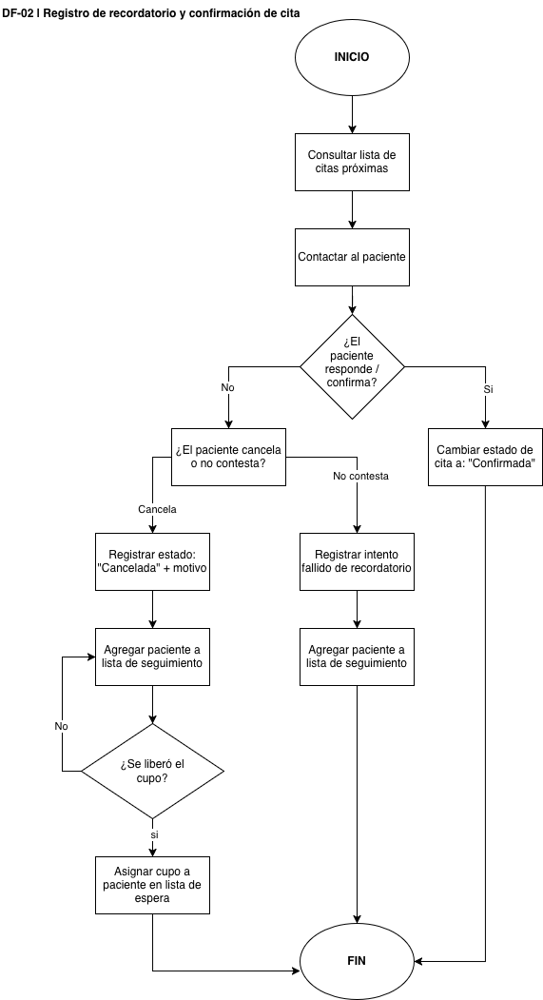 DF-02 | Registro de recordatorio y confirmación de cita
INICIO
Consultar lista de
citas próximas
Contactar al paciente
¿El
paciente
responde /
confirma?
No
Si
¿El paciente cancela
o no contesta?
Cambiar estado de
cita a: "Confirmada"
No contesta
Cancela
Registrar estado:
"Cancelada" + motivo
Registrar intento
fallido de recordatorio
Agregar paciente a
lista de seguimiento
Agregar paciente a
lista de seguimiento
No
¿Se liberó el
cupo?
si
Asignar cupo a
paciente en lista de
espera
FIN